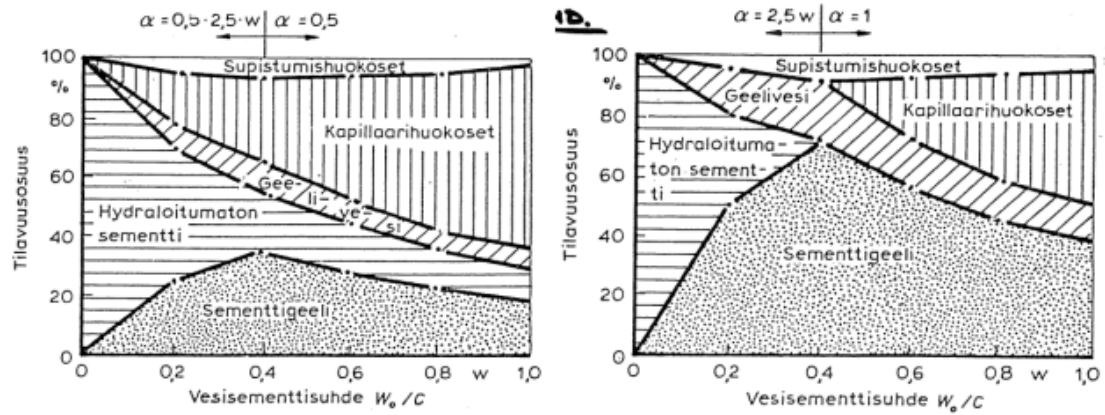 α = 0,5 · 2,5 · w
α = 0,5
100
%
80
60
40
20
0
Tilavuusosuus
Supistumishuokoset
Kapillaarihuokoset
Gee-
li-
ve-
si
Hydraloitumaton
sementti
Sementtigeeli
0
0,2
0,4
0,6
0,8
w
1,0
Vesisementtisuhde W₀/C
α = 2,5 w
α = 1
100
%
80
60
40
20
0
Tilavuusosuus
Supistumishuokoset
Geelivesi
Kapillaarihuokoset
Hydraloituma-
ton sement-
ti
Sementtigeeli
0
0,2
0,4
0,6
0,8
w
1,0
Vesisementtisuhde W₀/C